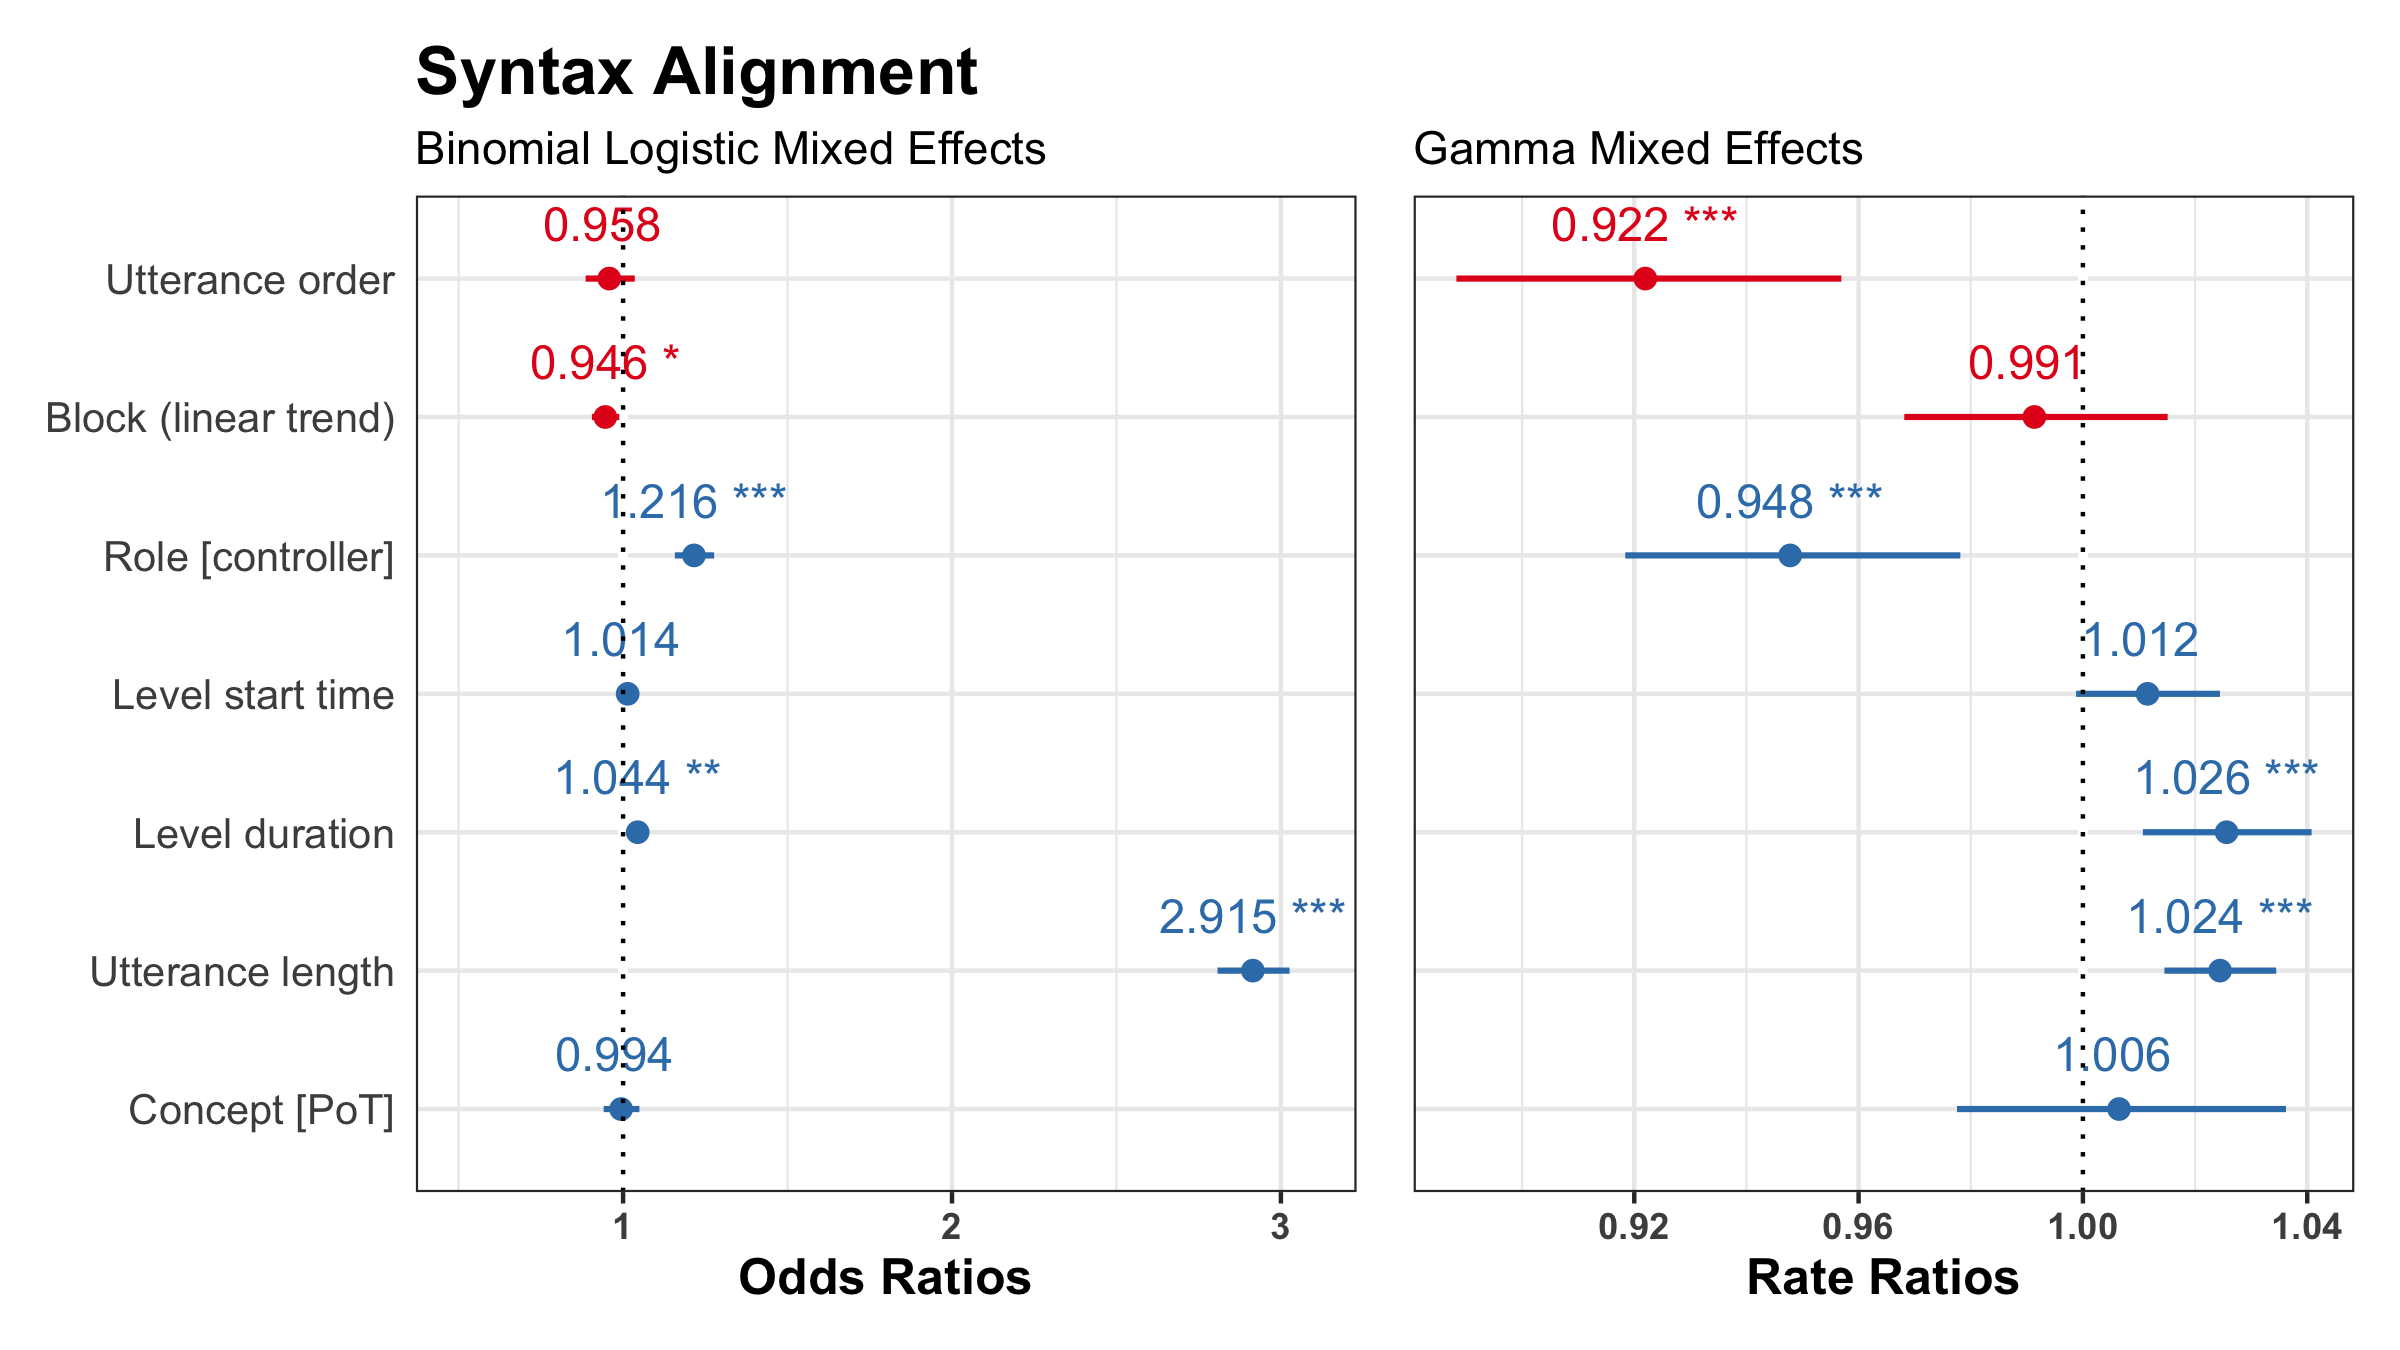 Syntax Alignment
Binomial Logistic Mixed Effects
Gamma Mixed Effects
Utterance order
0.958
0.922 ***
Block (linear trend)
0.946 *
0.991
Role [controller]
1.216 ***
0.948 ***
Level start time
1.014
1.012
Level duration
1.044 **
1.026 ***
Utterance length
2.915 ***
1.024 ***
Concept [PoT]
0.994
1.006
1 2 3
0.92 0.96 1.00 1.04
Odds Ratios
Rate Ratios